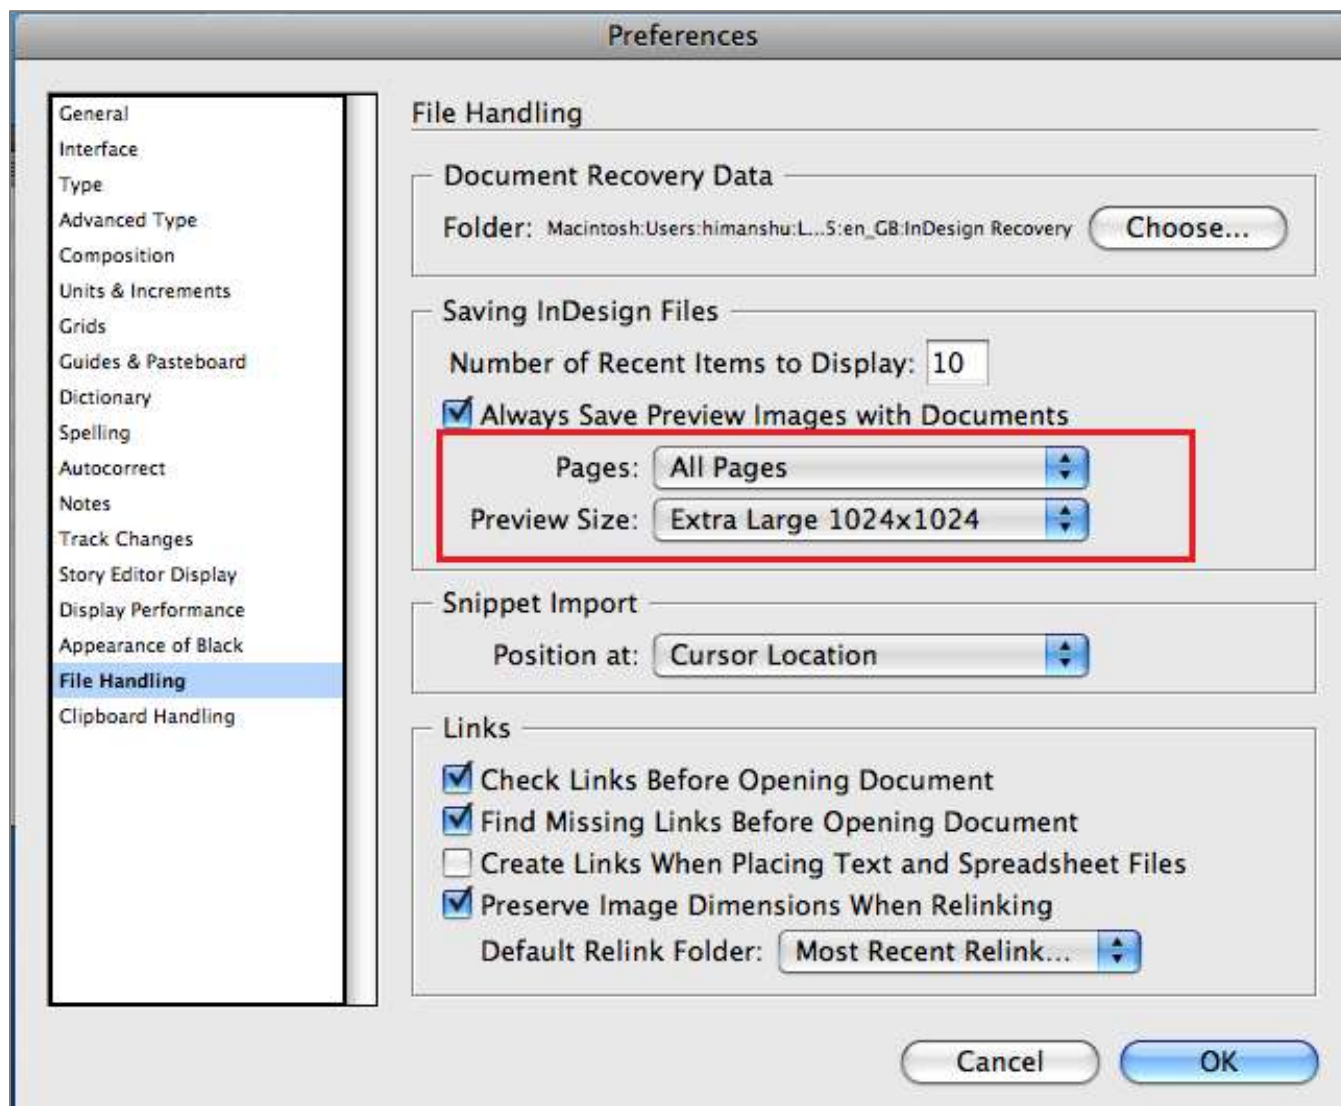 Preferences
General
Interface
Type
Advanced Type
Composition
Units & Increments
Grids
Guides & Pasteboard
Dictionary
Spelling
Autocorrect
Notes
Track Changes
Story Editor Display
Display Performance
Appearance of Black
File Handling
Clipboard Handling
File Handling
Document Recovery Data
Folder: Macintosh:Users:himanshu:L...5:en_GB:InDesign Recovery Choose...
Saving InDesign Files
Number of Recent Items to Display: 10
Always Save Preview Images with Documents
Pages: All Pages
Preview Size: Extra Large 1024x1024
Snippet Import
Position at: Cursor Location
Links
Check Links Before Opening Document
Find Missing Links Before Opening Document
Create Links When Placing Text and Spreadsheet Files
Preserve Image Dimensions When Relinking
Default Relink Folder: Most Recent Relink...
Cancel OK